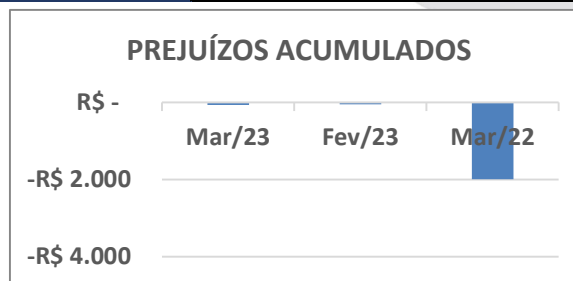 PREJUÍZOS ACUMULADOS
R$ -
Mar/23 Fev/23 Mar/22
-R$ 2.000
-R$ 4.000